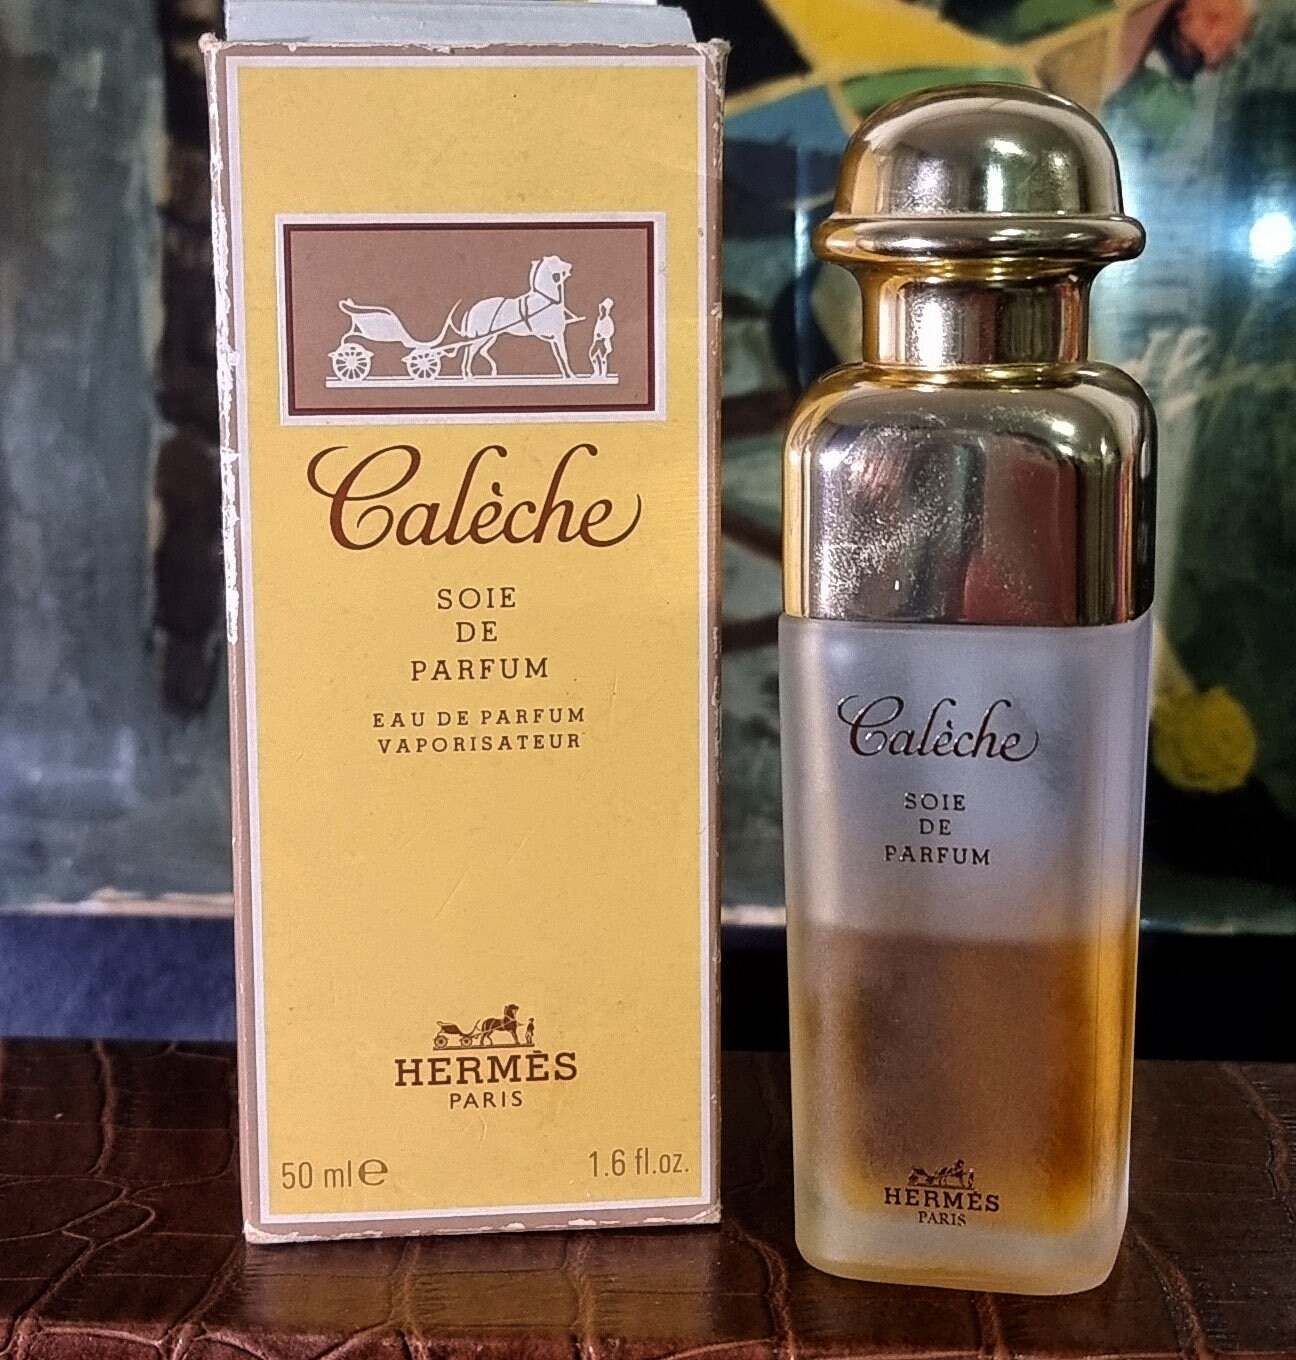 Calèche
SOIE
DE
PARFUM
EAU DE PARFUM
VAPORISATEUR
HERMÈS
PARIS
50 ml e
1.6 fl.oz.
Calèche
SOIE
DE
PARFUM
HERMÈS
PARIS